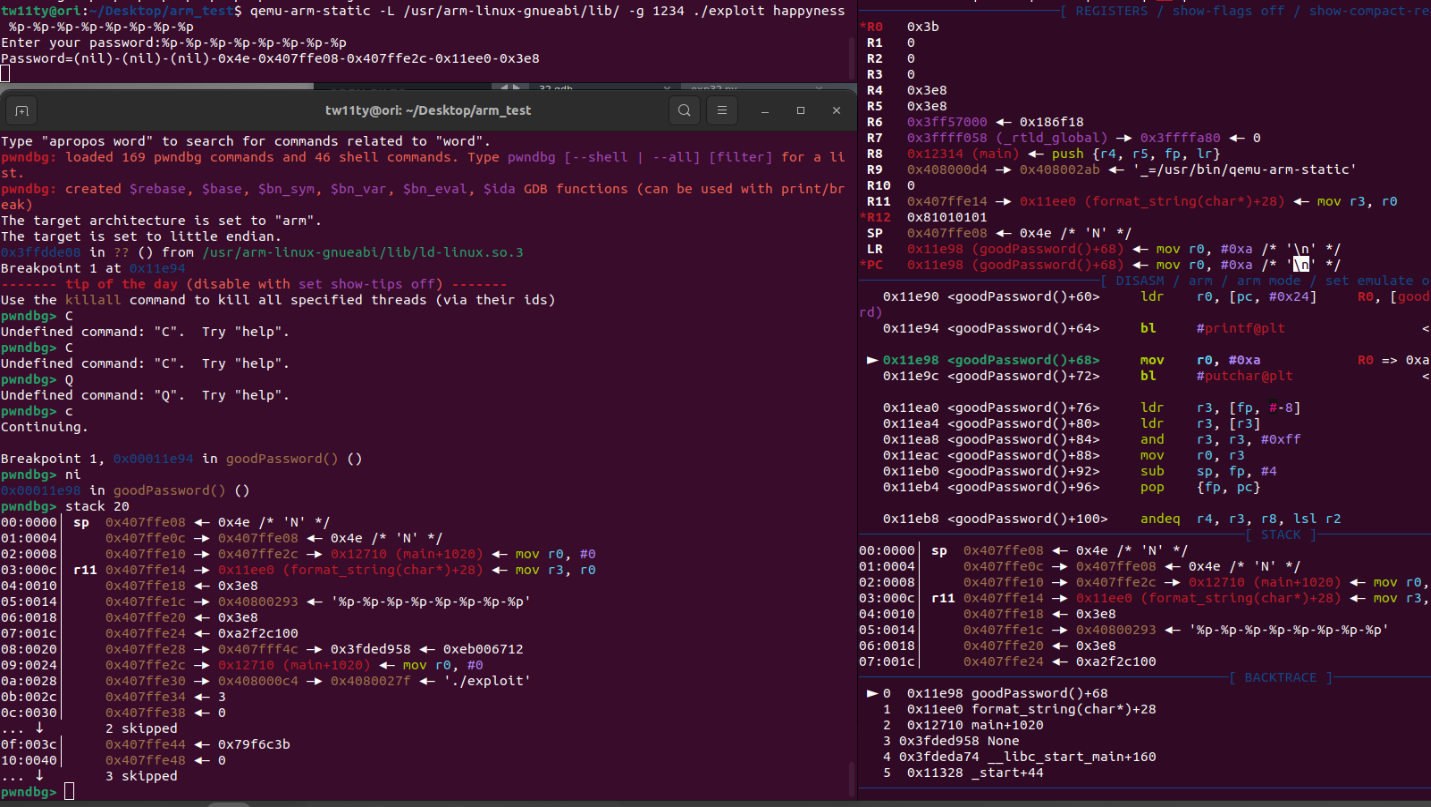 tw11ty@ori:~/Desktop/arm_test$ qemu-arm-static -L /usr/arm-linux-gnueabi/lib/ -g 1234 ./exploit happyness
%p-%p-%p-%p-%p-%p-%p-%p
Enter your password:%p-%p-%p-%p-%p-%p-%p-%p
Password=(nil)-(nil)-(nil)-0x4e-0x407ffe08-0x407ffe2c-0x11ee0-0x3e8
tw11ty@ori: ~/Desktop/arm_test
Type "apropos word" to search for commands related to "word".
pwndbg: loaded 169 pwndbg commands and 46 shell commands. Type pwndbg [--shell | --all] [filter] for a li
st.
pwndbg: created $rebase, $base, $bn_sym, $bn_var, $bn_eval, $ida GDB functions (can be used with print/br
eak)
The target architecture is set to "arm".
The target is set to little endian.
0x3ffdde08 in ?? () from /usr/arm-linux-gnueabi/lib/ld-linux.so.3
Breakpoint 1 at 0x11e94
------- tip of the day (disable with set show-tips off) -------
Use the killall command to kill all specified threads (via their ids)
pwndbg> C
Undefined command: "C".  Try "help".
pwndbg> C
Undefined command: "C".  Try "help".
pwndbg> Q
Undefined command: "Q".  Try "help".
pwndbg> c
Continuing.
Breakpoint 1, 0x00011e94 in goodPassword() ()
pwndbg> ni
0x00011e98 in goodPassword() ()
pwndbg> stack 20
00:0000│ sp  0x407ffe08 ◂— 0x4e /* 'N' */
01:0004│     0x407ffe0c —▸ 0x407ffe08 ◂— 0x4e /* 'N' */
02:0008│     0x407ffe10 —▸ 0x407ffe2c —▸ 0x12710 (main+1020) ◂— mov r0, #0
03:000c│ r11 0x407ffe14 —▸ 0x11ee0 (format_string(char*)+28) ◂— mov r3, r0
04:0010│     0x407ffe18 ◂— 0x3e8
05:0014│     0x407ffe1c —▸ 0x40800293 ◂— '%p-%p-%p-%p-%p-%p-%p-%p'
06:0018│     0x407ffe20 ◂— 0x3e8
07:001c│     0x407ffe24 ◂— 0xa2f2c100
08:0020│     0x407ffe28 —▸ 0x407fff4c —▸ 0x3fded958 ◂— 0xeb006712
09:0024│     0x407ffe2c —▸ 0x12710 (main+1020) ◂— mov r0, #0
0a:0028│     0x407ffe30 —▸ 0x408000c4 —▸ 0x4080027f ◂— './exploit'
0b:002c│     0x407ffe34 ◂— 3
0c:0030│     0x407ffe38 ◂— 0
... ↓        2 skipped
0f:003c│     0x407ffe44 ◂— 0x79f6c3b
10:0040│     0x407ffe48 ◂— 0
... ↓        3 skipped
pwndbg>
[ REGISTERS / show-flags off / show-compact-re
*R0   0x3b
R1   0
R2   0
R3   0
R4   0x3e8
R5   0x3e8
R6   0x3ff57000 ◂— 0x186f18
R7   0x3ffff058 (_rtld_global) —▸ 0x3ffffa80 ◂— 0
R8   0x12314 (main) ◂— push {r4, r5, fp, lr}
R9   0x408000d4 —▸ 0x408002ab ◂— '_=/usr/bin/qemu-arm-static'
R10  0
R11  0x407ffe14 —▸ 0x11ee0 (format_string(char*)+28) ◂— mov r3, r0
*R12  0x81010101
SP   0x407ffe08 ◂— 0x4e /* 'N' */
LR   0x11e98 (goodPassword()+68) ◂— mov r0, #0xa /* '\n' */
*PC   0x11e98 (goodPassword()+68) ◂— mov r0, #0xa /* '\n' */
[ DISASM / arm / arm mode / set emulate o
0x11e90 <goodPassword()+60>     ldr    r0, [pc, #0x24]     R0, [good
rd)
0x11e94 <goodPassword()+64>     bl     #printf@plt                 <
► 0x11e98 <goodPassword()+68>     mov    r0, #0xa            R0 => 0xa
0x11e9c <goodPassword()+72>     bl     #putchar@plt                <
0x11ea0 <goodPassword()+76>     ldr    r3, [fp, #-8]
0x11ea4 <goodPassword()+80>     ldr    r3, [r3]
0x11ea8 <goodPassword()+84>     and    r3, r3, #0xff
0x11eac <goodPassword()+88>     mov    r0, r3
0x11eb0 <goodPassword()+92>     sub    sp, fp, #4
0x11eb4 <goodPassword()+96>     pop    {fp, pc}
0x11eb8 <goodPassword()+100>    andeq  r4, r3, r8, lsl r2
[ STACK ]
00:0000│ sp  0x407ffe08 ◂— 0x4e /* 'N' */
01:0004│     0x407ffe0c —▸ 0x407ffe08 ◂— 0x4e /* 'N' */
02:0008│     0x407ffe10 —▸ 0x407ffe2c —▸ 0x12710 (main+1020) ◂— mov r0,
03:000c│ r11 0x407ffe14 —▸ 0x11ee0 (format_string(char*)+28) ◂— mov r3,
04:0010│     0x407ffe18 ◂— 0x3e8
05:0014│     0x407ffe1c —▸ 0x40800293 ◂— '%p-%p-%p-%p-%p-%p-%p-%p'
06:0018│     0x407ffe20 ◂— 0x3e8
07:001c│     0x407ffe24 ◂— 0xa2f2c100
[ BACKTRACE ]
► 0  0x11e98 goodPassword()+68
1  0x11ee0 format_string(char*)+28
2  0x12710 main+1020
3 0x3fded958 None
4 0x3fdeda74 __libc_start_main+160
5  0x11328 _start+44